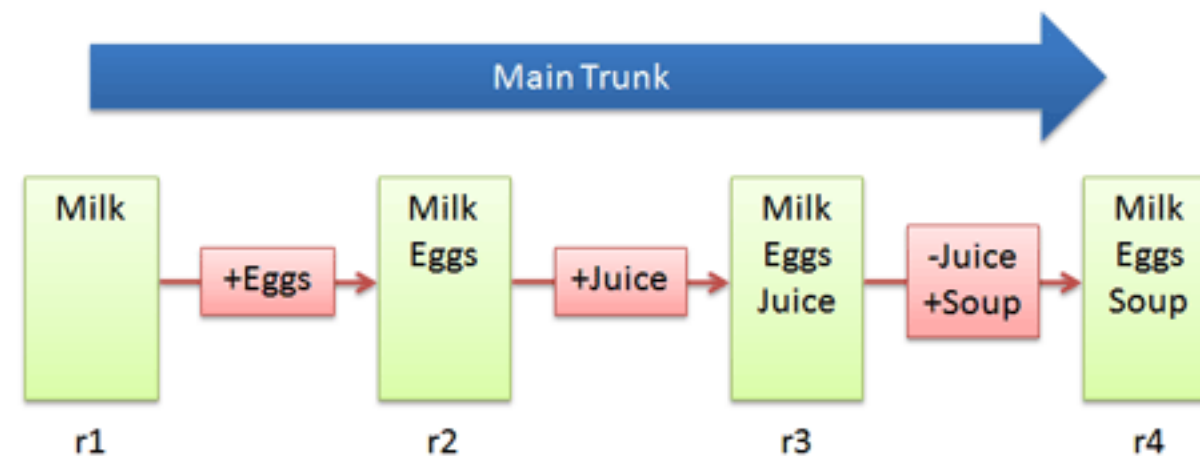 Main Trunk
Milk
+Eggs
Milk
Eggs
+Juice
Milk
Eggs
Juice
-Juice
+Soup
Milk
Eggs
Soup
r1
r2
r3
r4